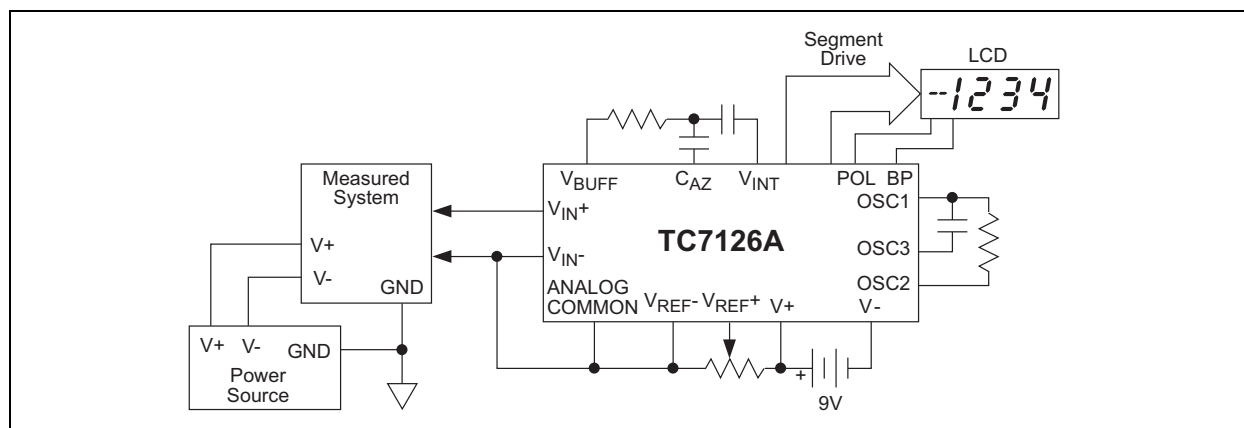 Segment
Drive
LCD
--1234
Measured
System
V+
V-
GND
V+
V-
GND
Power
Source
VBUFF
CAZ
VINT
POL
BP
OSC1
VIN+
TC7126A
VIN-
OSC3
OSC2
ANALOG
COMMON
VREF-
VREF+
V+
V-
+
9V